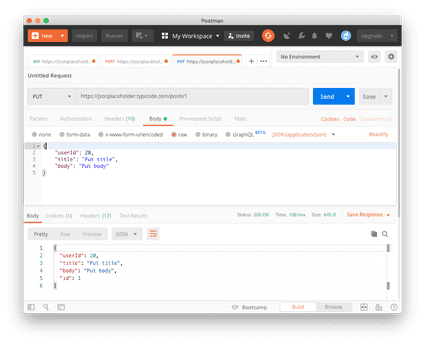 Postman
New Import Runner My Workspace Invite Upgrade
GET https://jsonplacehold... POST https://jsonplacehold... PUT https://jsonplacehold... No Environment
Untitled Request
PUT https://jsonplaceholder.typicode.com/posts/1 Send Save
Params Authorization Headers (10) Body Pre-request Script Tests Cookies Code
none form-data x-www-form-urlencoded raw binary GraphQL BETA JSON (application/json) Beautify
1 {
2 "userId": 20,
3 "title": "Put title",
4 "body": "Put body"
5 }
Body Cookies (1) Headers (17) Test Results Status: 200 OK Time: Size: Save Response
Pretty Raw Preview JSON
1 {
2 "userId": 20,
3 "title": "Put title",
4 "body": "Put body",
5 "id": 1
6 }
Bootcamp Build Browse